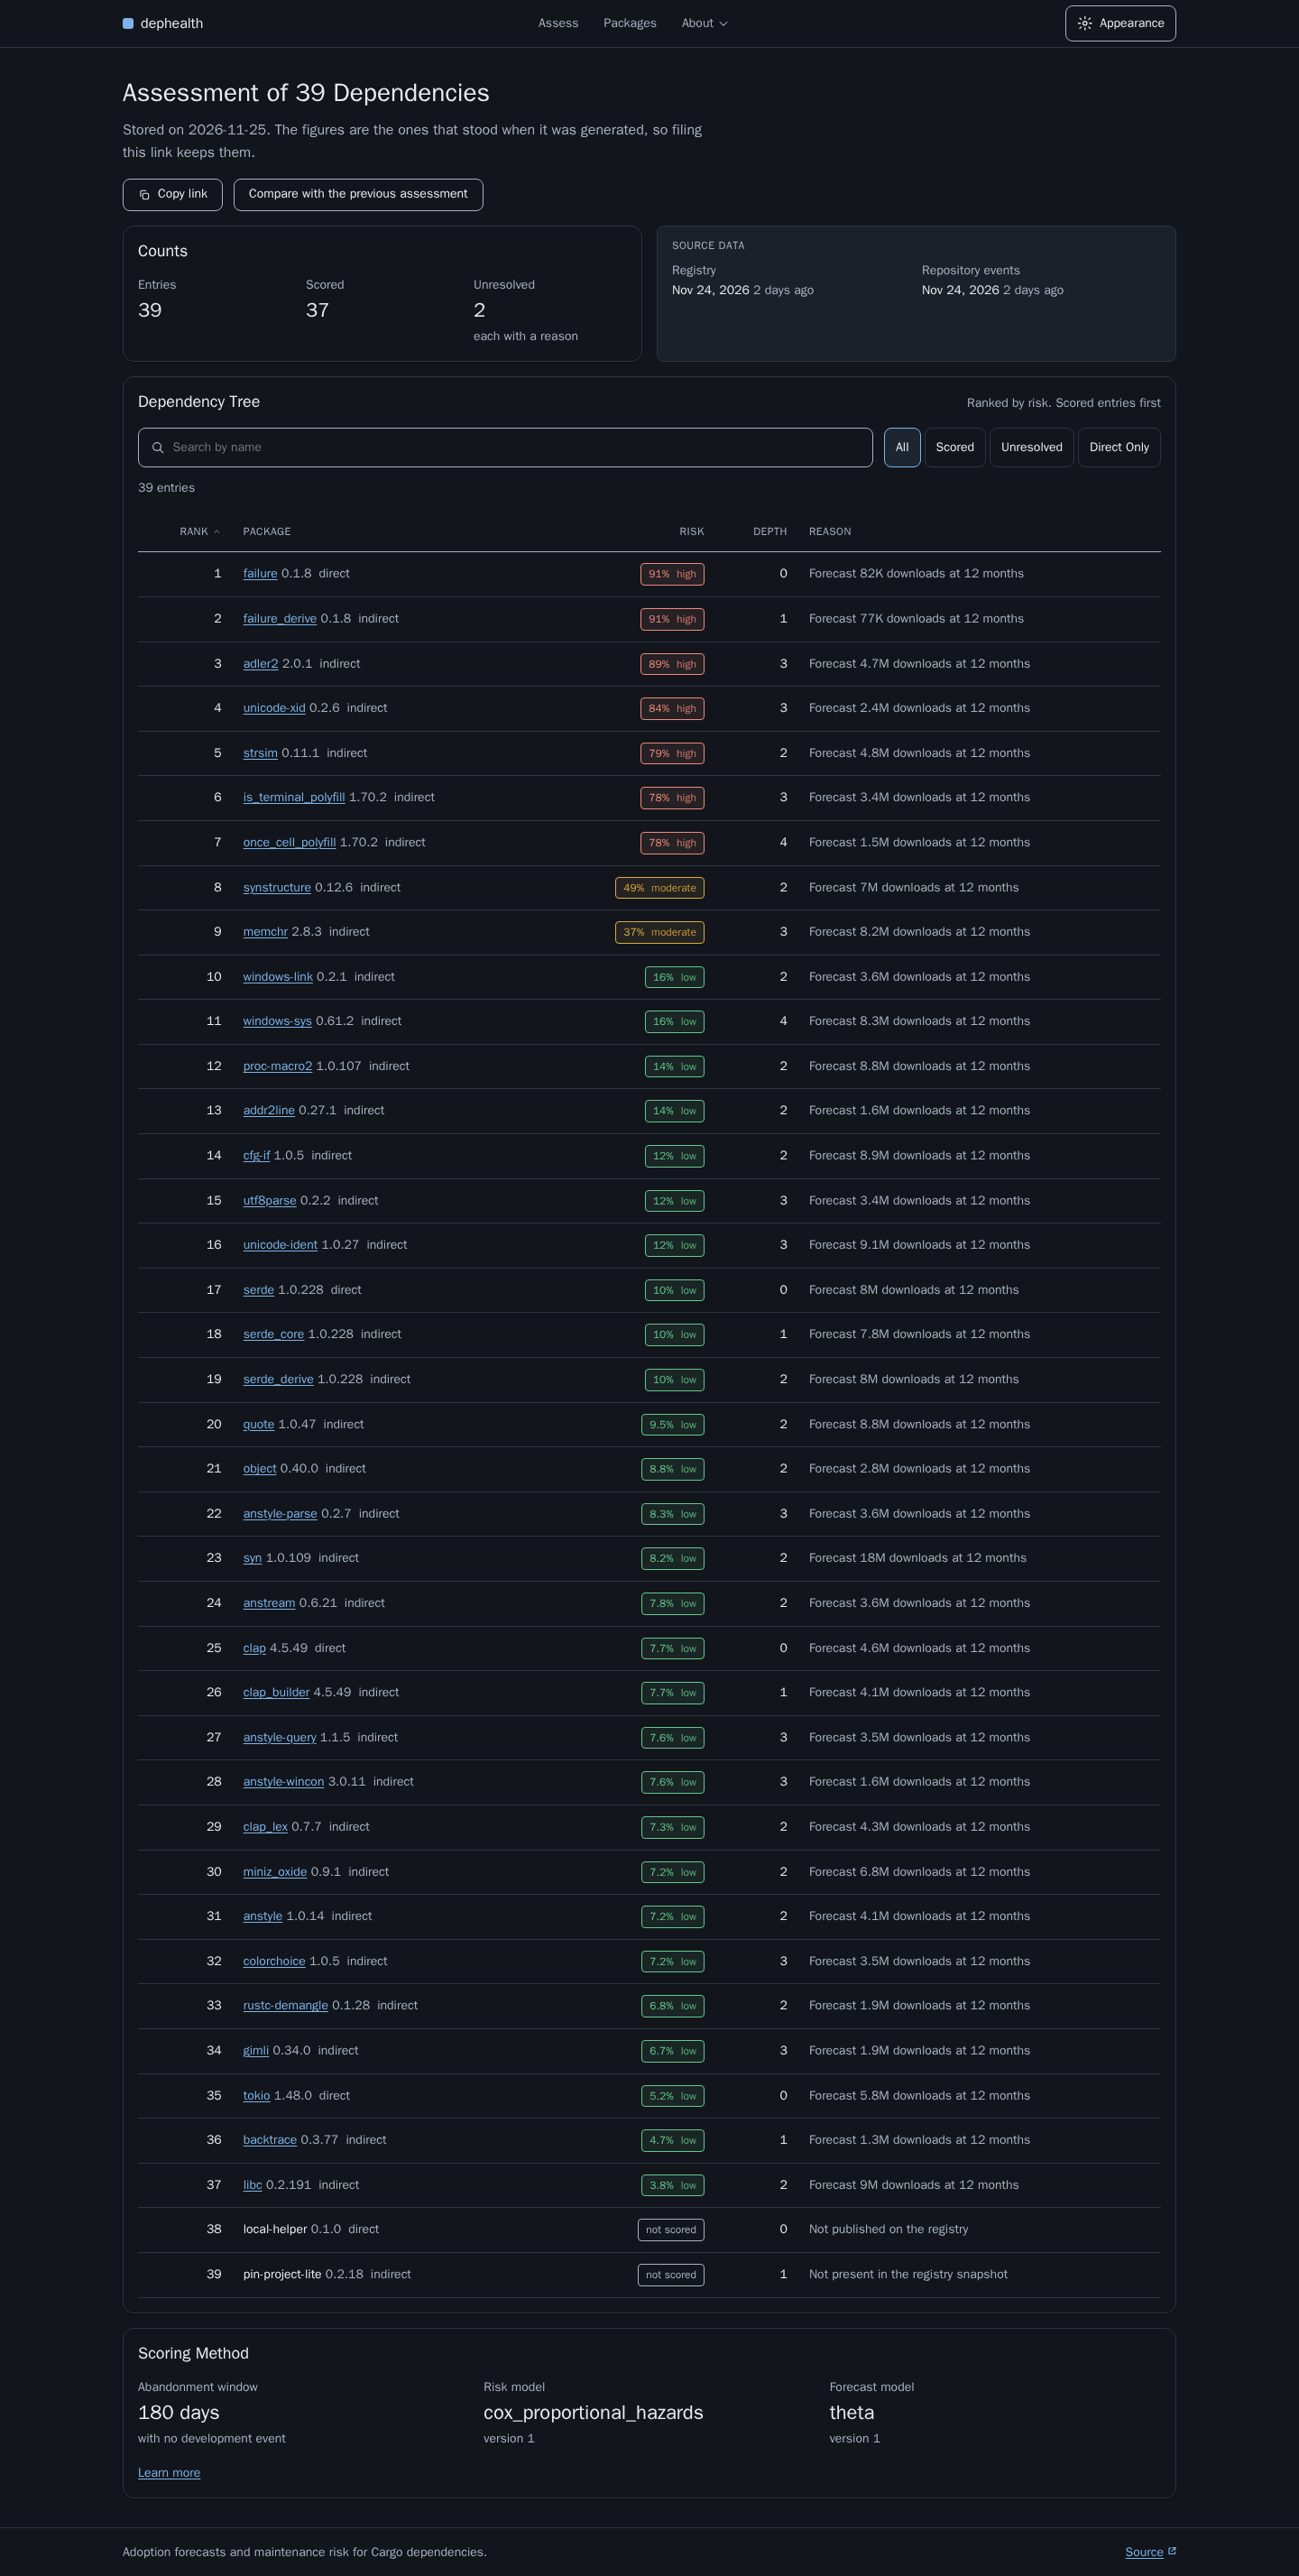 dephealth
Assess Packages About
Appearance
Assessment of 39 Dependencies
Stored on 2026-11-25. The figures are the ones that stood when it was generated, so filing
this link keeps them.
Copy link
Compare with the previous assessment
Counts
Entries Scored Unresolved
39 37 2
each with a reason
SOURCE DATA
Registry Repository events
Nov 24, 2026 2 days ago Nov 24, 2026 2 days ago
Dependency Tree Ranked by risk. Scored entries first
Search by name All Scored Unresolved Direct Only
39 entries
RANK PACKAGE RISK DEPTH REASON
1 failure 0.1.8 direct 91% high 0 Forecast 82K downloads at 12 months
2 failure_derive 0.1.8 indirect 91% high 1 Forecast 77K downloads at 12 months
3 adler2 2.0.1 indirect 89% high 3 Forecast 4.7M downloads at 12 months
4 unicode-xid 0.2.6 indirect 84% high 3 Forecast 2.4M downloads at 12 months
5 strsim 0.11.1 indirect 79% high 2 Forecast 4.8M downloads at 12 months
6 is_terminal_polyfill 1.70.2 indirect 78% high 3 Forecast 3.4M downloads at 12 months
7 once_cell_polyfill 1.70.2 indirect 78% high 4 Forecast 1.5M downloads at 12 months
8 synstructure 0.12.6 indirect 49% moderate 2 Forecast 7M downloads at 12 months
9 memchr 2.8.3 indirect 37% moderate 3 Forecast 8.2M downloads at 12 months
10 windows-link 0.2.1 indirect 16% low 2 Forecast 3.6M downloads at 12 months
11 windows-sys 0.61.2 indirect 16% low 4 Forecast 8.3M downloads at 12 months
12 proc-macro2 1.0.107 indirect 14% low 2 Forecast 8.8M downloads at 12 months
13 addr2line 0.27.1 indirect 14% low 2 Forecast 1.6M downloads at 12 months
14 cfg-if 1.0.5 indirect 12% low 2 Forecast 8.9M downloads at 12 months
15 utf8parse 0.2.2 indirect 12% low 3 Forecast 3.4M downloads at 12 months
16 unicode-ident 1.0.27 indirect 12% low 3 Forecast 9.1M downloads at 12 months
17 serde 1.0.228 direct 10% low 0 Forecast 8M downloads at 12 months
18 serde_core 1.0.228 indirect 10% low 1 Forecast 7.8M downloads at 12 months
19 serde_derive 1.0.228 indirect 10% low 2 Forecast 8M downloads at 12 months
20 quote 1.0.47 indirect 9.5% low 2 Forecast 8.8M downloads at 12 months
21 object 0.40.0 indirect 8.8% low 2 Forecast 2.8M downloads at 12 months
22 anstyle-parse 0.2.7 indirect 8.3% low 3 Forecast 3.6M downloads at 12 months
23 syn 1.0.109 indirect 8.2% low 2 Forecast 18M downloads at 12 months
24 anstream 0.6.21 indirect 7.8% low 2 Forecast 3.6M downloads at 12 months
25 clap 4.5.49 direct 7.7% low 0 Forecast 4.6M downloads at 12 months
26 clap_builder 4.5.49 indirect 7.7% low 1 Forecast 4.1M downloads at 12 months
27 anstyle-query 1.1.5 indirect 7.6% low 3 Forecast 3.5M downloads at 12 months
28 anstyle-wincon 3.0.11 indirect 7.6% low 3 Forecast 1.6M downloads at 12 months
29 clap_lex 0.7.7 indirect 7.3% low 2 Forecast 4.3M downloads at 12 months
30 miniz_oxide 0.9.1 indirect 7.2% low 2 Forecast 6.8M downloads at 12 months
31 anstyle 1.0.14 indirect 7.2% low 2 Forecast 4.1M downloads at 12 months
32 colorchoice 1.0.5 indirect 7.2% low 3 Forecast 3.5M downloads at 12 months
33 rustc-demangle 0.1.28 indirect 6.8% low 2 Forecast 1.9M downloads at 12 months
34 gimli 0.34.0 indirect 6.7% low 3 Forecast 1.9M downloads at 12 months
35 tokio 1.48.0 direct 5.2% low 0 Forecast 5.8M downloads at 12 months
36 backtrace 0.3.77 indirect 4.7% low 1 Forecast 1.3M downloads at 12 months
37 libc 0.2.191 indirect 3.8% low 2 Forecast 9M downloads at 12 months
38 local-helper 0.1.0 direct not scored 0 Not published on the registry
39 pin-project-lite 0.2.18 indirect not scored 1 Not present in the registry snapshot
Scoring Method
Abandonment window Risk model Forecast model
180 days cox_proportional_hazards theta
with no development event version 1 version 1
Learn more
Adoption forecasts and maintenance risk for Cargo dependencies. Source